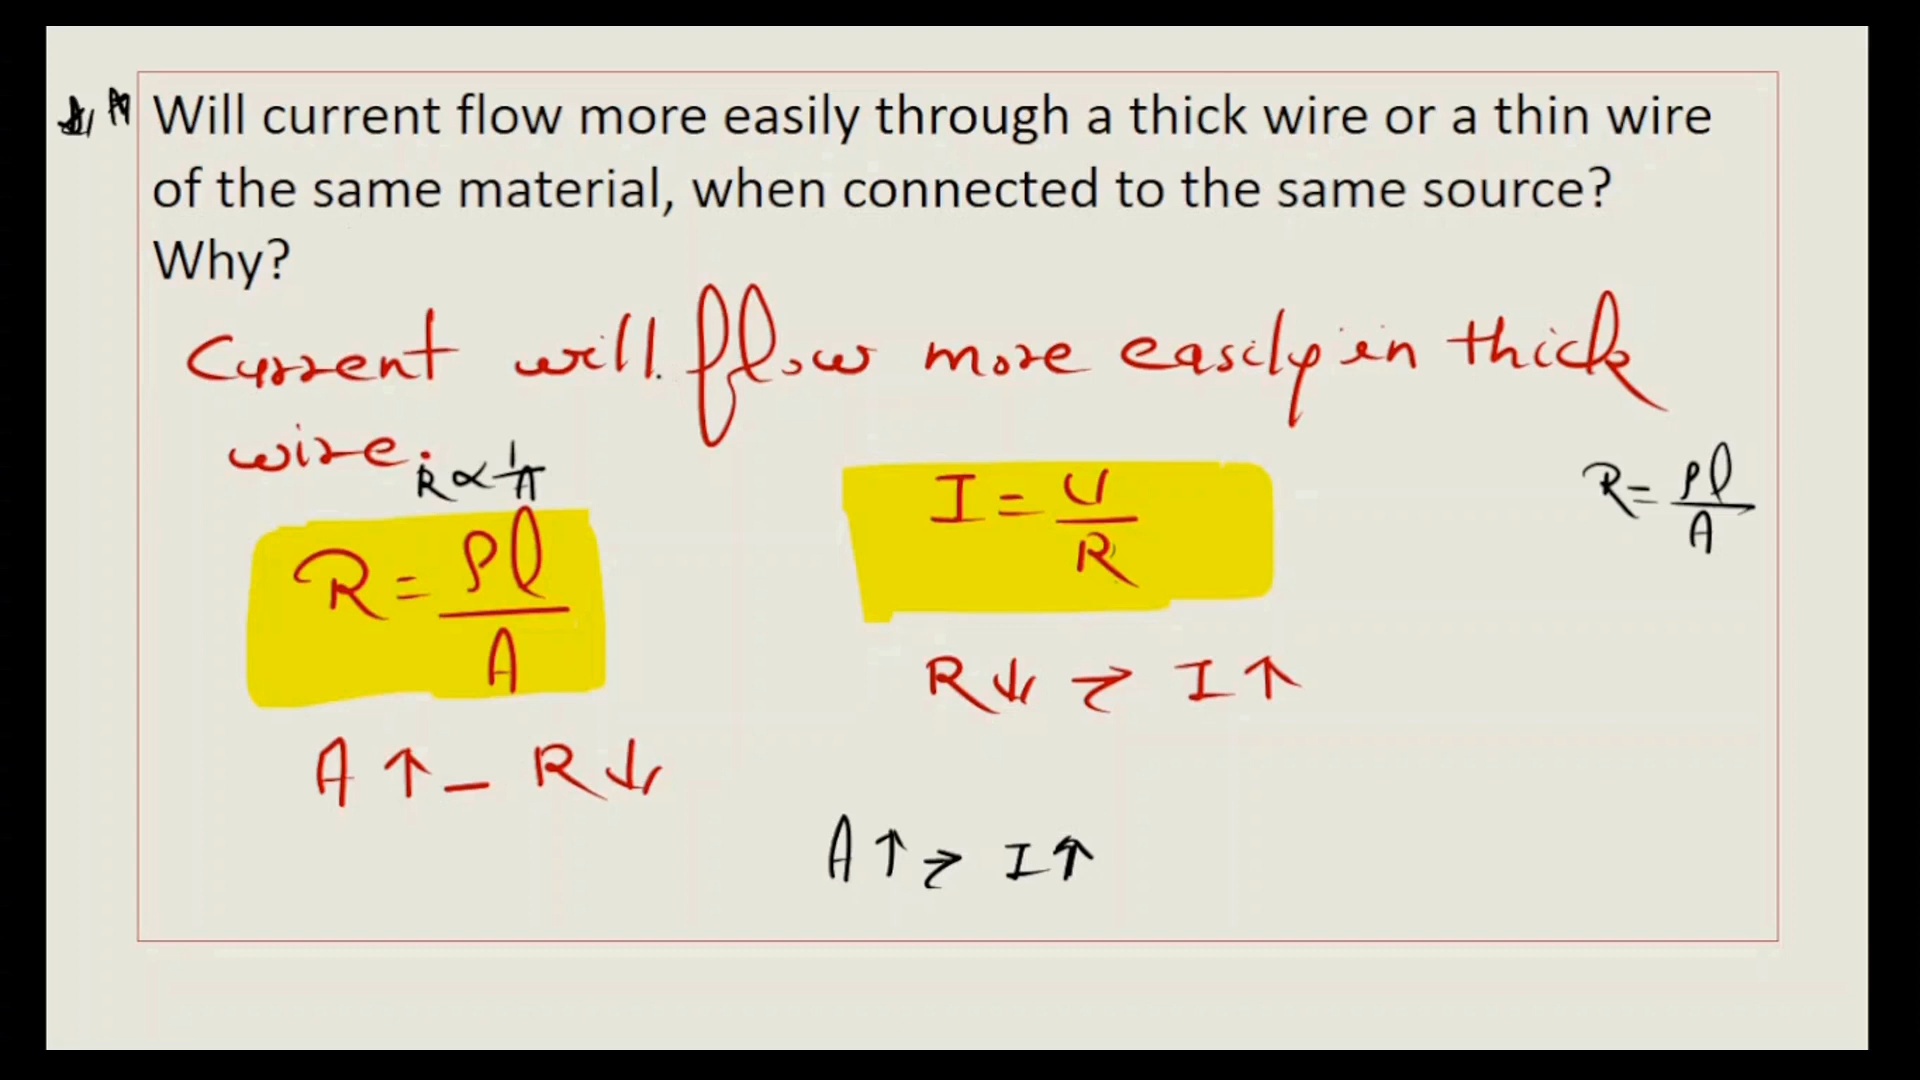 Will current flow more easily through a thick wire or a thin wire
of the same material, when connected to the same source?
Why?
Current will flow more easily in thick
wire.
R ∝ 1/A
R = ρl/A
I = V/R
R = ρl/A
R↓ ⇒ I↑
A↑ – R↓
A↑ ⇒ I↑